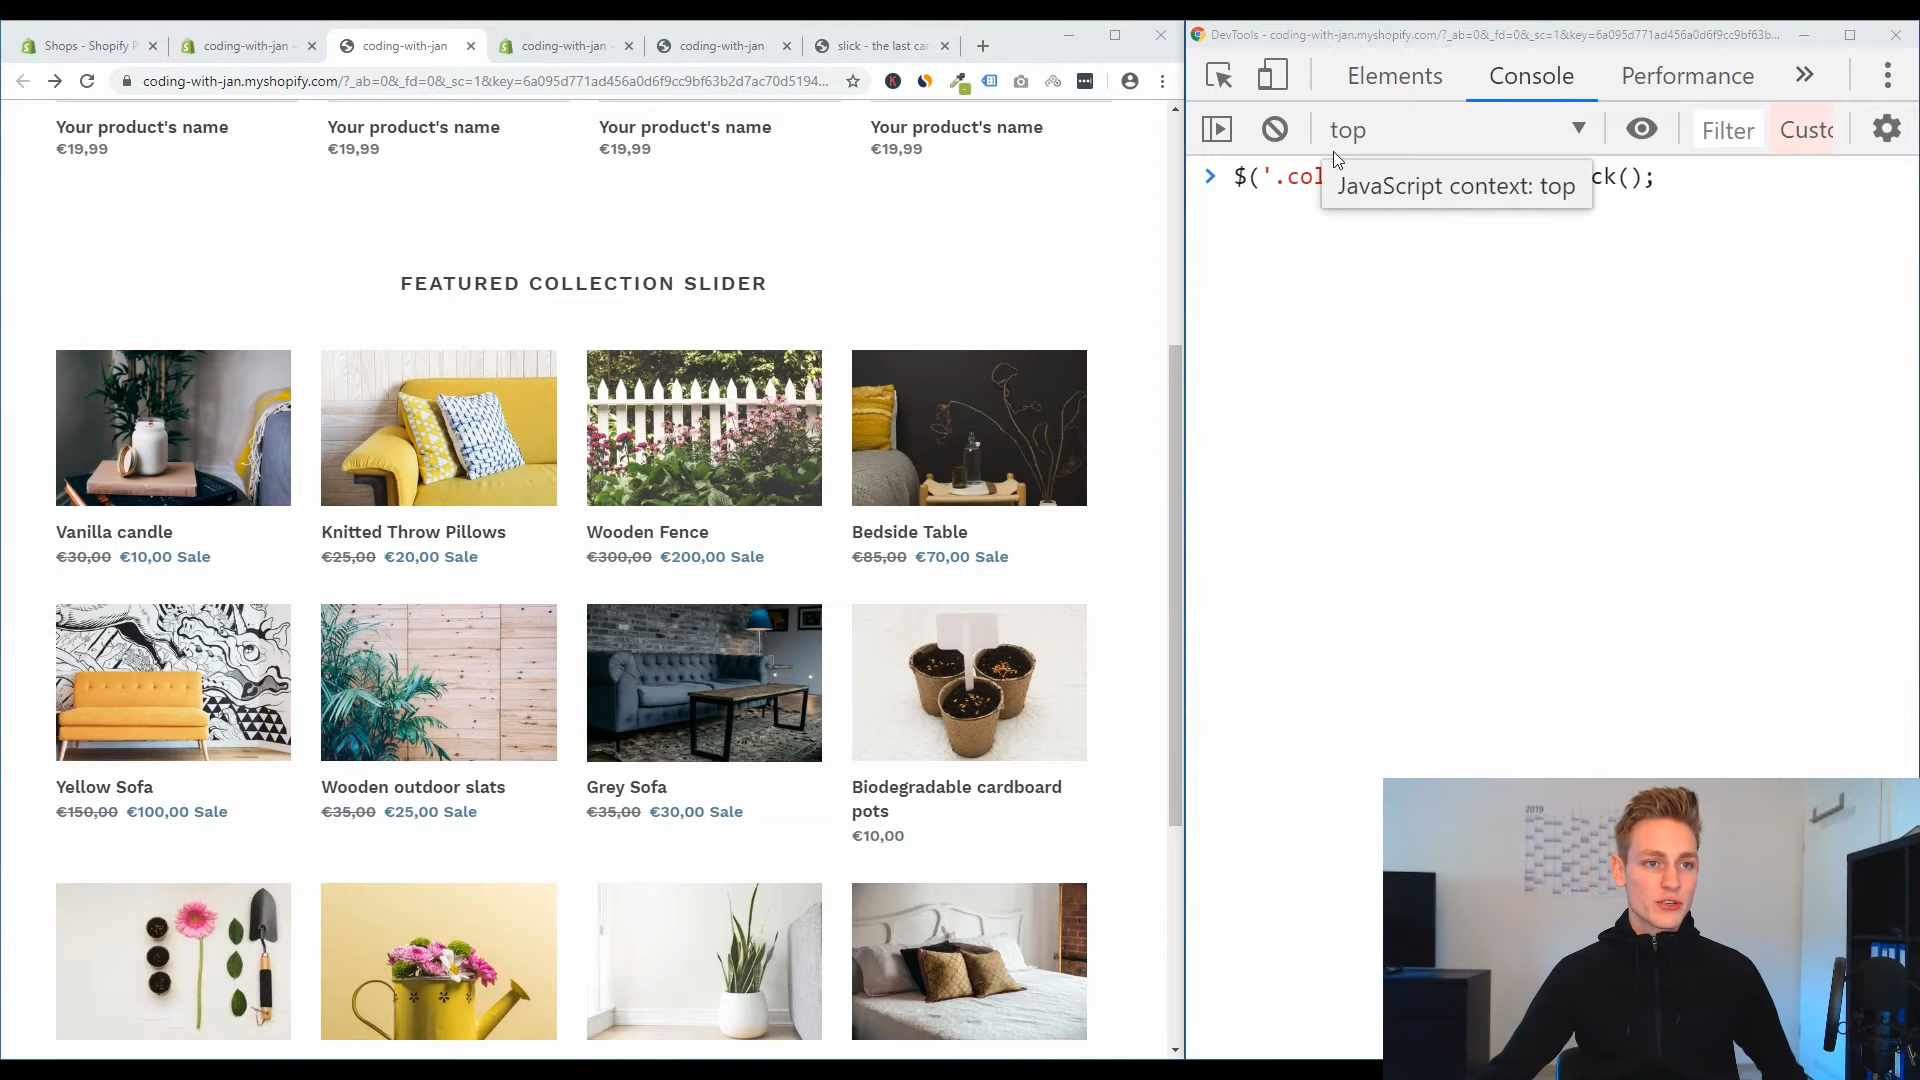 Shops - Shopify P
coding-with-jan
coding-with-jan
coding-with-jan
coding-with-jan
slick - the last ca
DevTools - coding-with-jan.myshopify.com/?_ab=0&_fd=0&_sc=1&key=6a095d771ad456a0d6f9cc9bf63b2d7ac70d5...
coding-with-jan.myshopify.com/?_ab=0&_fd=0&_sc=1&key=6a095d771ad456a0d6f9cc9bf63b2d7ac70d5194...
Elements
Console
Performance
top
Filter
Custo
$('.col
ck();
JavaScript context: top
Your product's name
€19,99
Your product's name
€19,99
Your product's name
€19,99
Your product's name
€19,99
FEATURED COLLECTION SLIDER
Vanilla candle
€30,00 €10,00 Sale
Knitted Throw Pillows
€25,00 €20,00 Sale
Wooden Fence
€300,00 €200,00 Sale
Bedside Table
€85,00 €70,00 Sale
Yellow Sofa
€150,00 €100,00 Sale
Wooden outdoor slats
€35,00 €25,00 Sale
Grey Sofa
€35,00 €30,00 Sale
Biodegradable cardboard
pots
€10,00
2019